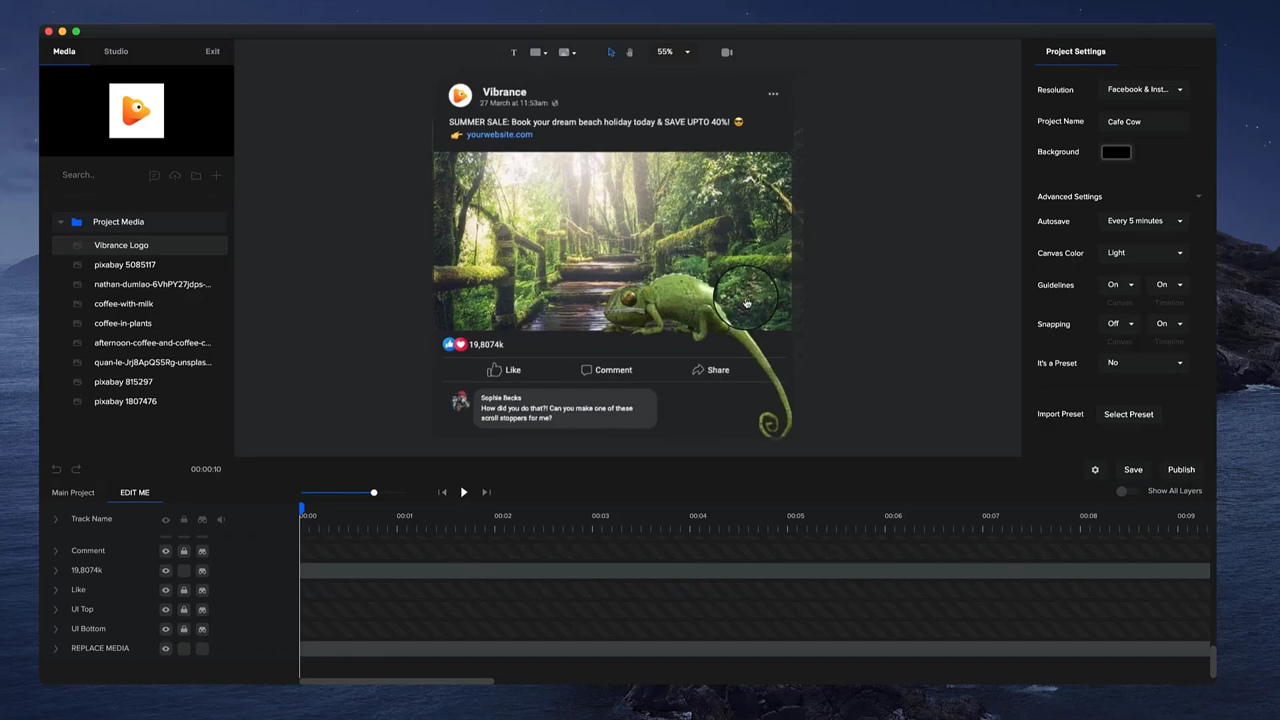 Media
Studio
Exit
T
55%
Project Settings
Resolution
Facebook & Inst...
Project Name
Cafe Cow
Background
Advanced Settings
Autosave
Every 5 minutes
Canvas Color
Light
Guidelines
On
On
Canvas
Timeline
Snapping
Off
On
Canvas
Timeline
It's a Preset
No
Import Preset
Select Preset
Search..
Project Media
Vibrance Logo
pixabay 5085117
nathan-dumlao-6VhPY27jdps-...
coffee-with-milk
coffee-in-plants
afternoon-coffee-and-coffee-c...
quan-le-Jrj8ApQS5Rg-unsplas...
pixabay 815297
pixabay 1807476
Vibrance
27 March at 11:53am
SUMMER SALE: Book your dream beach holiday today & SAVE UPTO 40%!
yourwebsite.com
19,8074k
Like
Comment
Share
Sophie Becks
How did you do that?! Can you make one of these
scroll stoppers for me?
00:00:10
Save
Publish
Main Project
EDIT ME
Show All Layers
Track Name
00:00
00:01
00:02
00:03
00:04
00:05
00:06
00:07
00:08
00:09
Comment
19,8074k
Like
UI Top
UI Bottom
REPLACE MEDIA